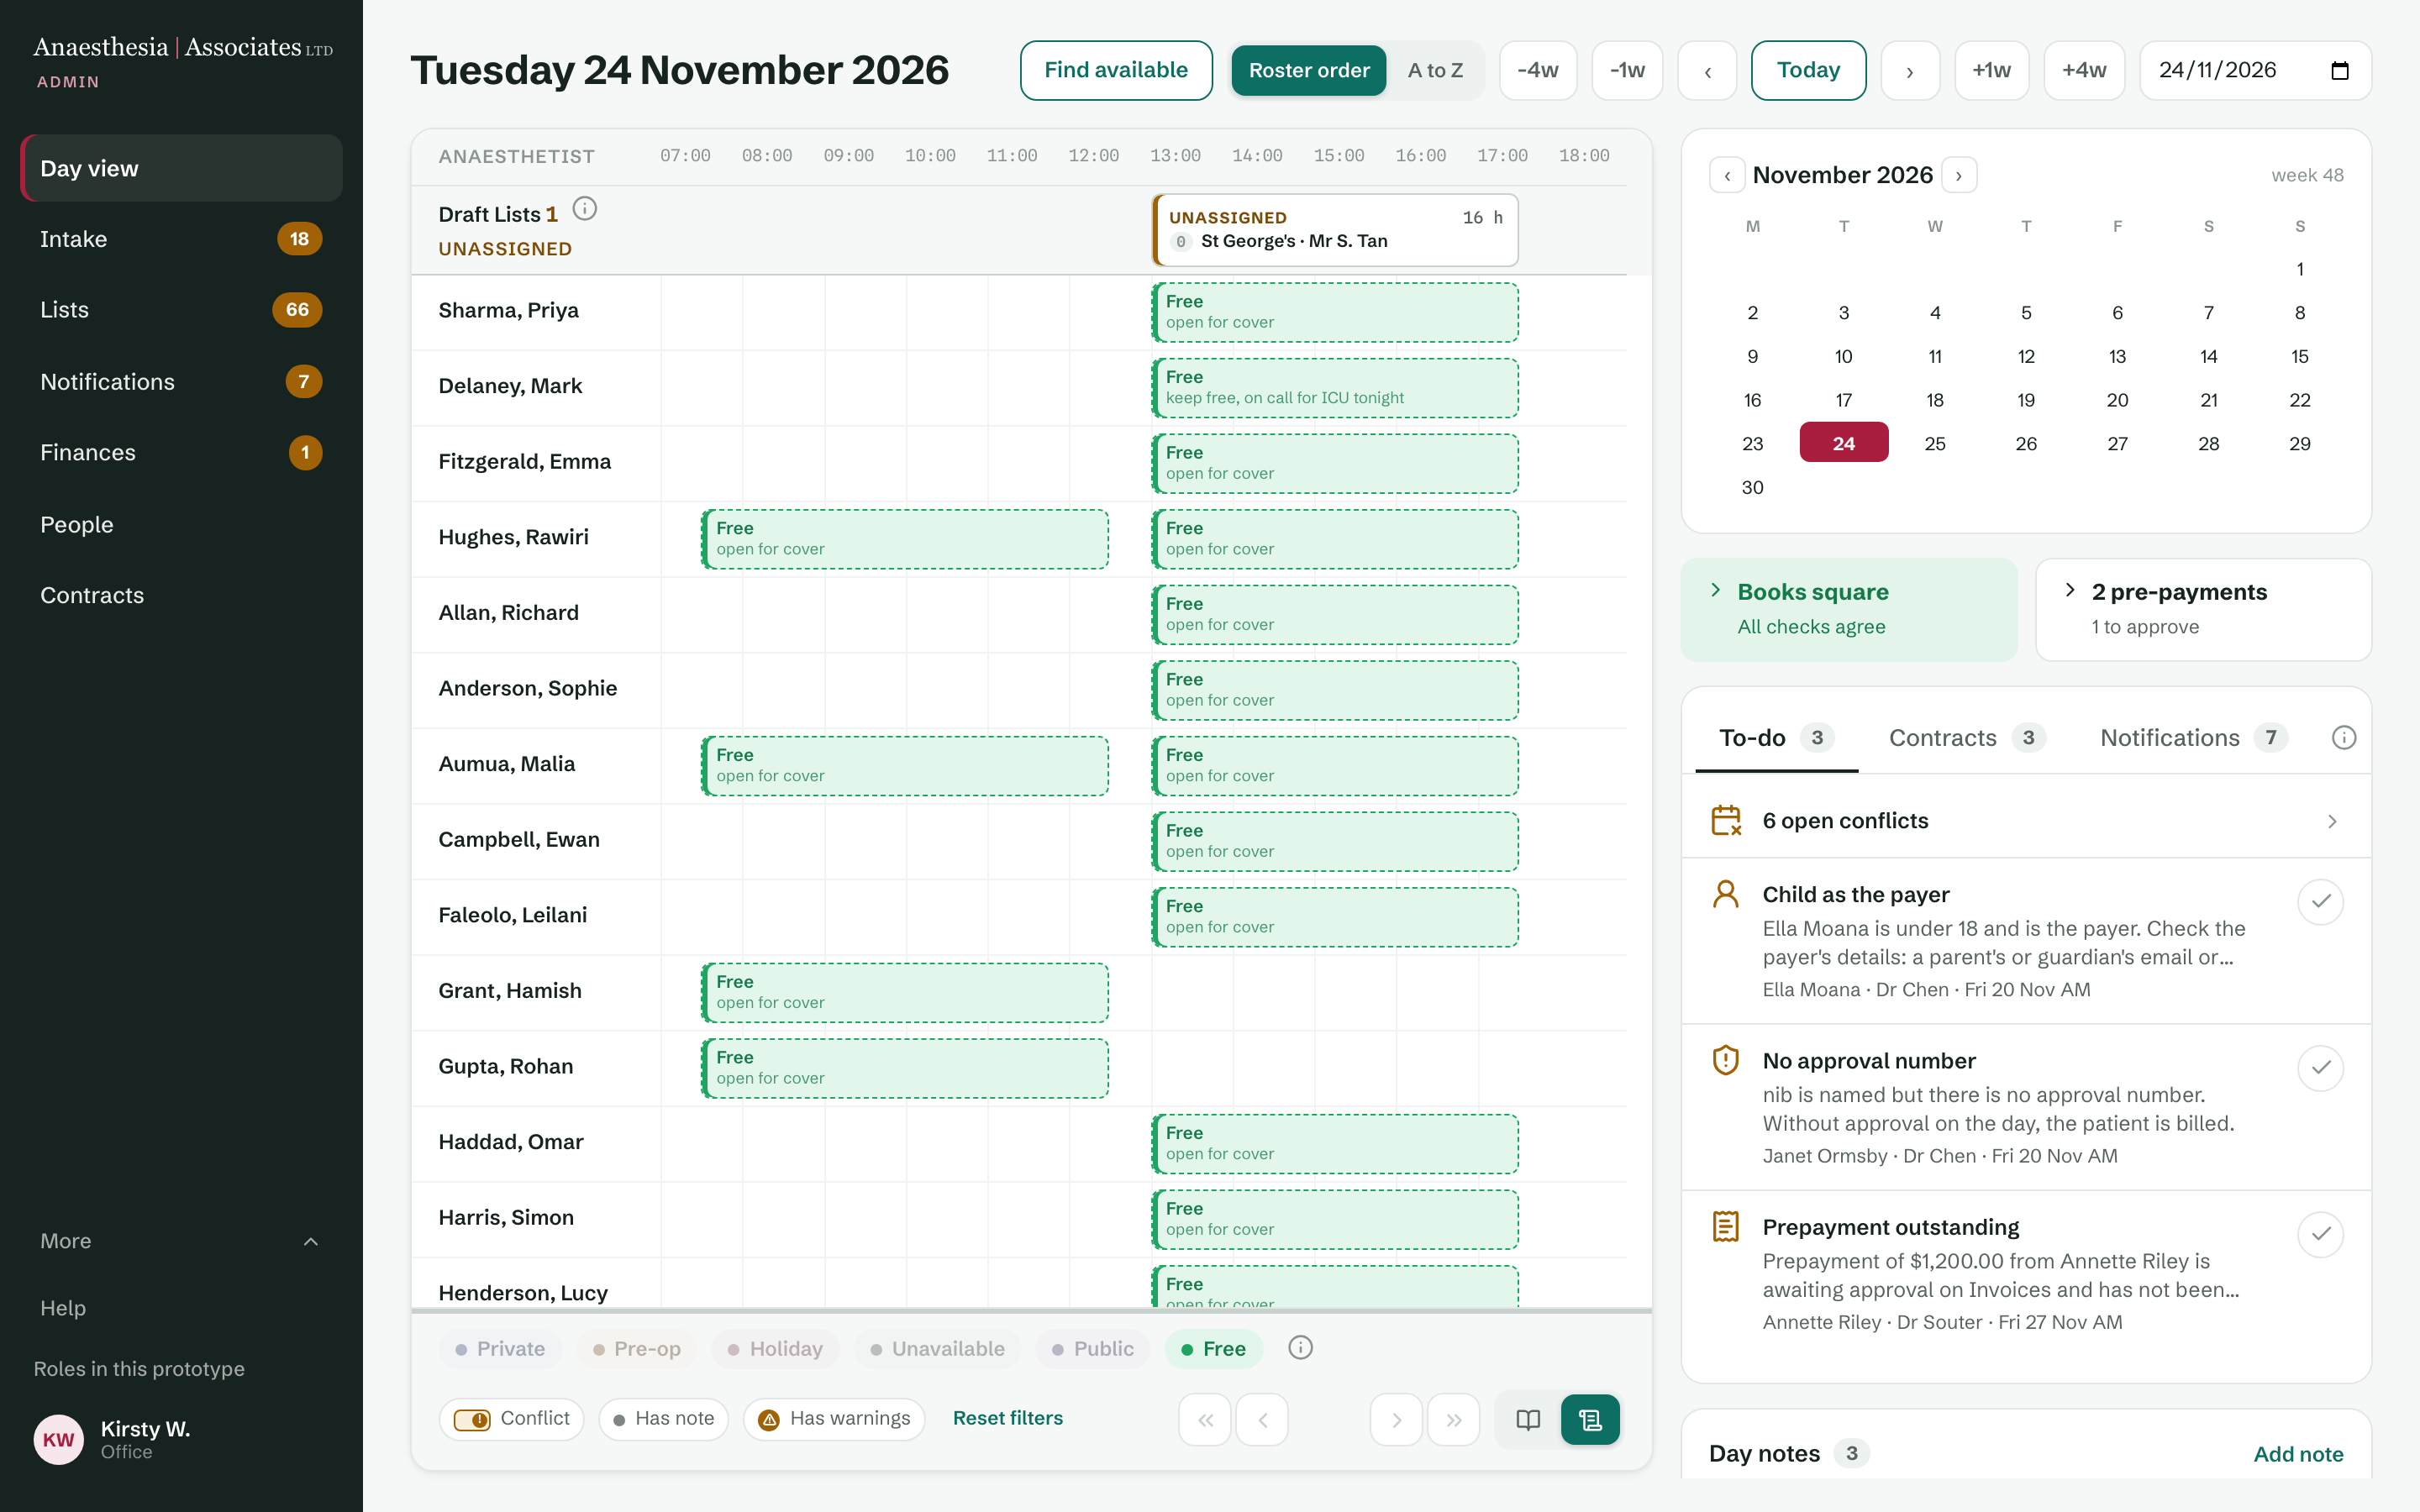 Anaesthesia | Associates LTD
ADMIN
Day view
Intake 18
Lists 66
Notifications 7
Finances 1
People
Contracts
More
Help
Roles in this prototype
KW
Kirsty W.
Office
Tuesday 24 November 2026
Find available
Roster order
A to Z
-4w
-1w
‹
Today
›
+1w
+4w
24/11/2026
ANAESTHETIST 07:00 08:00 09:00 10:00 11:00 12:00 13:00 14:00 15:00 16:00 17:00 18:00
Draft Lists 1
UNASSIGNED
UNASSIGNED 16 h
0 St George's · Mr S. Tan
Sharma, Priya
Free
open for cover
Delaney, Mark
Free
keep free, on call for ICU tonight
Fitzgerald, Emma
Free
open for cover
Hughes, Rawiri
Free
open for cover
Free
open for cover
Allan, Richard
Free
open for cover
Anderson, Sophie
Free
open for cover
Aumua, Malia
Free
open for cover
Free
open for cover
Campbell, Ewan
Free
open for cover
Faleolo, Leilani
Free
open for cover
Grant, Hamish
Free
open for cover
Gupta, Rohan
Free
open for cover
Haddad, Omar
Free
open for cover
Harris, Simon
Free
open for cover
Henderson, Lucy
Free
open for cover
Private
Pre-op
Holiday
Unavailable
Public
Free
Conflict
Has note
Has warnings
Reset filters
‹ November 2026 › week 48
M T W T F S S
1
2 3 4 5 6 7 8
9 10 11 12 13 14 15
16 17 18 19 20 21 22
23 24 25 26 27 28 29
30
Books square
All checks agree
2 pre-payments
1 to approve
To-do 3
Contracts 3
Notifications 7
6 open conflicts
Child as the payer
Ella Moana is under 18 and is the payer. Check the
payer's details: a parent's or guardian's email or…
Ella Moana · Dr Chen · Fri 20 Nov AM
No approval number
nib is named but there is no approval number.
Without approval on the day, the patient is billed.
Janet Ormsby · Dr Chen · Fri 20 Nov AM
Prepayment outstanding
Prepayment of $1,200.00 from Annette Riley is
awaiting approval on Invoices and has not been…
Annette Riley · Dr Souter · Fri 27 Nov AM
Day notes 3
Add note